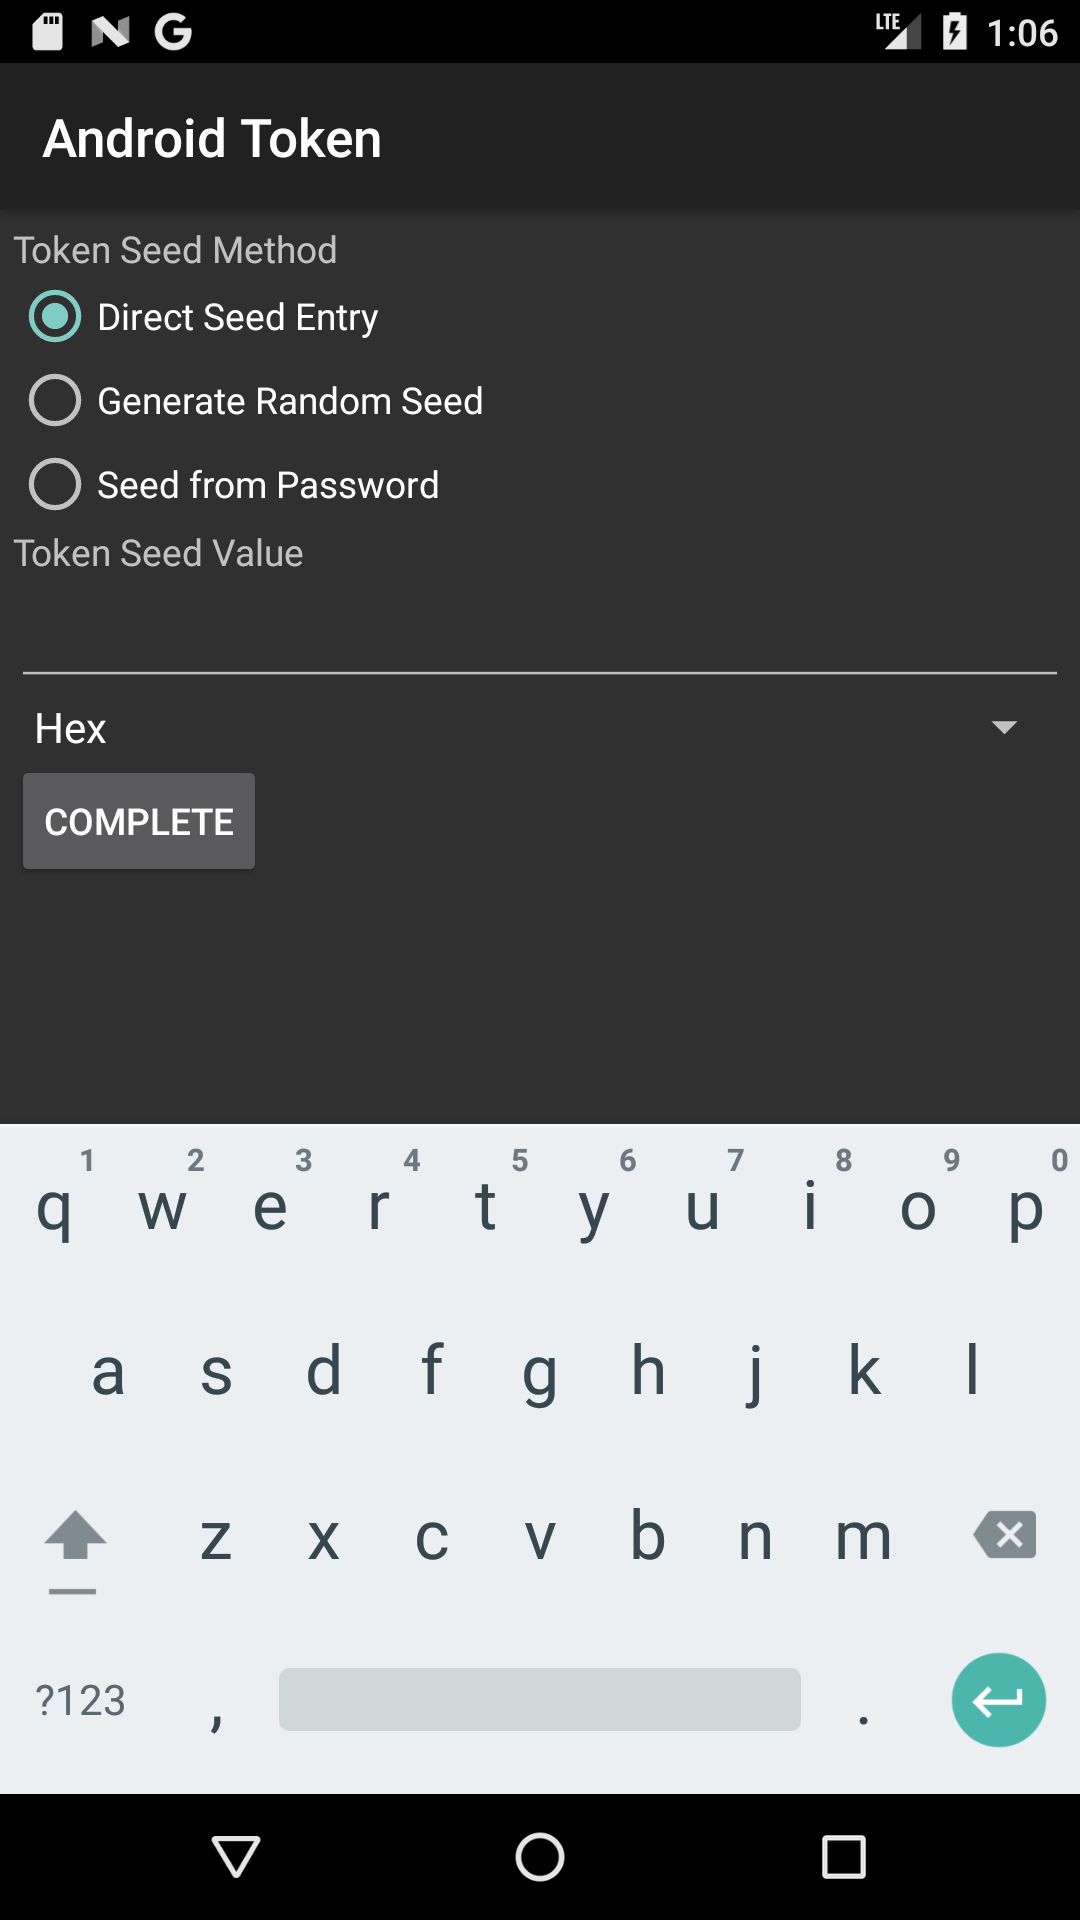 LTE 1:06
Android Token
Token Seed Method
Direct Seed Entry
Generate Random Seed
Seed from Password
Token Seed Value
Hex
COMPLETE
1 2 3 4 5 6 7 8 9 0
q w e r t y u i o p
a s d f g h j k l
z x c v b n m
?123 , .